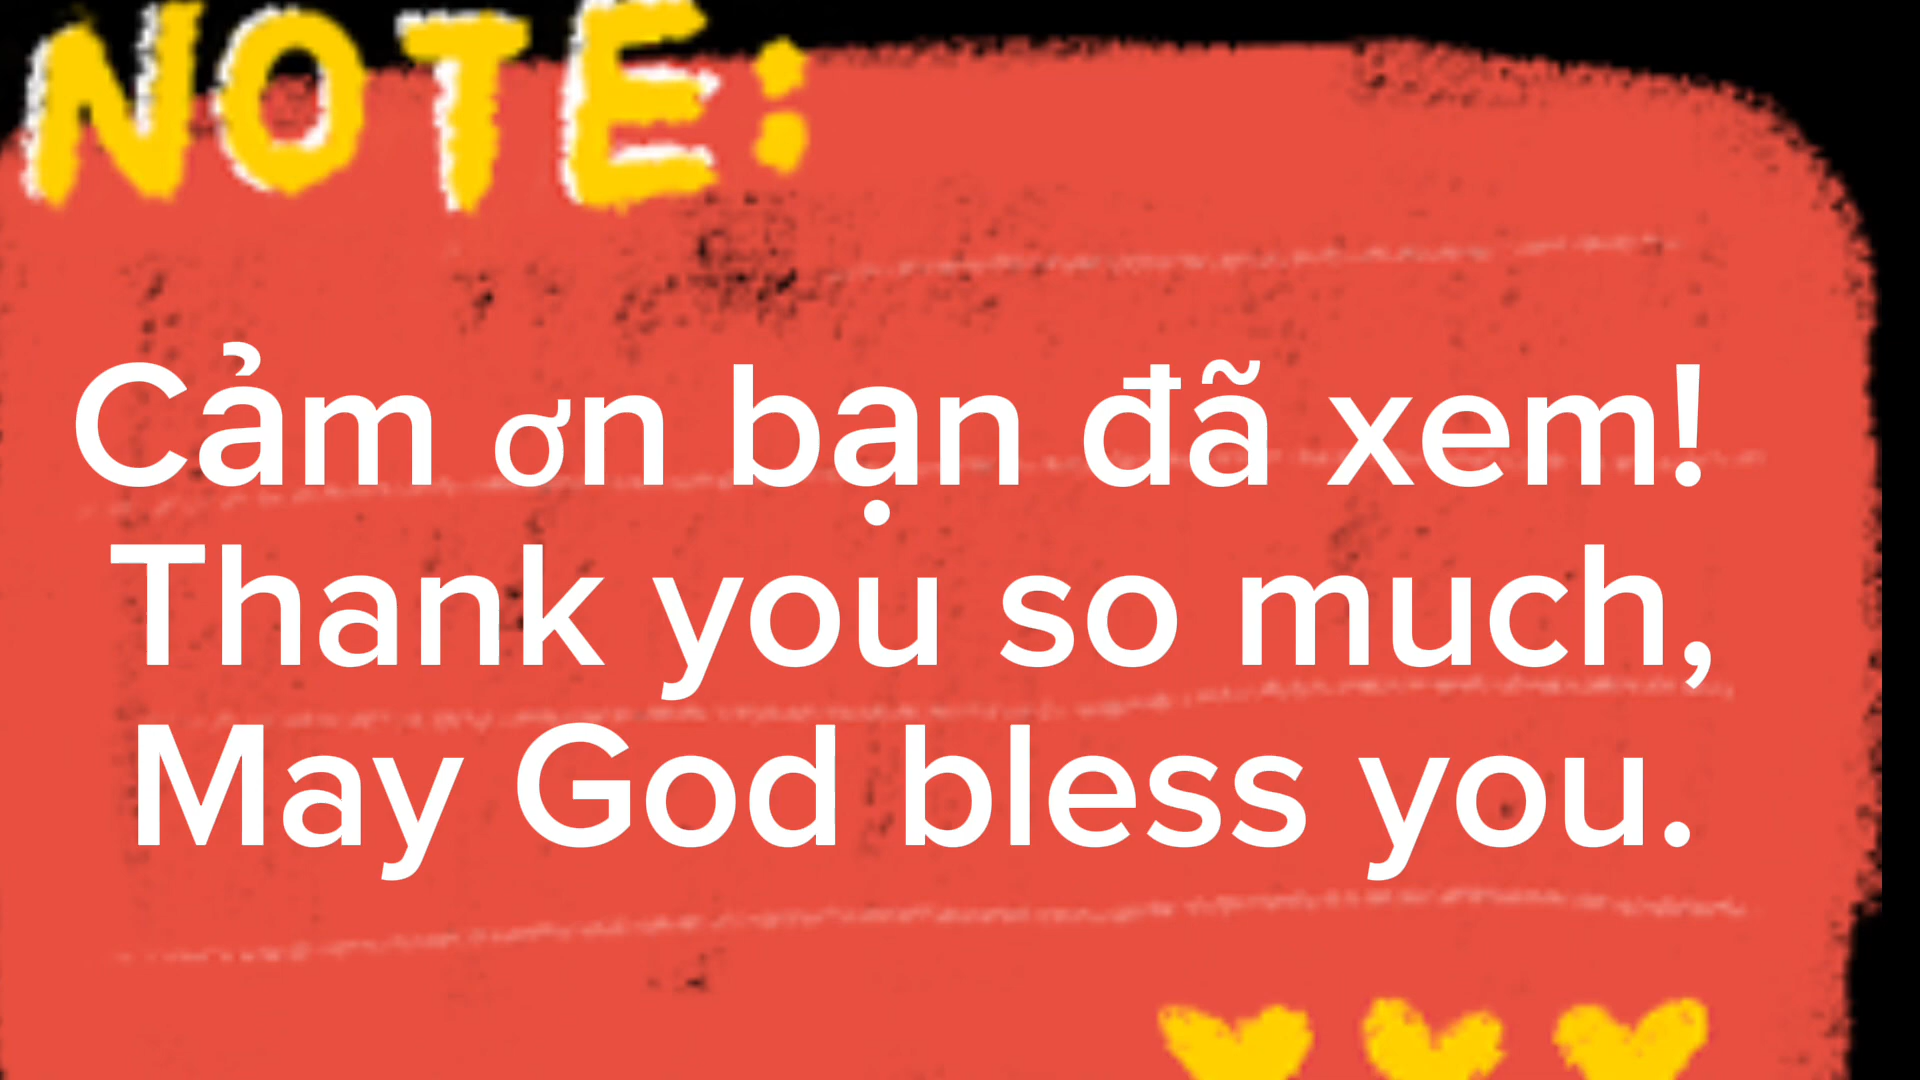 NOTE:
Cảm ơn bạn đã xem!
Thank you so much,
May God bless you.